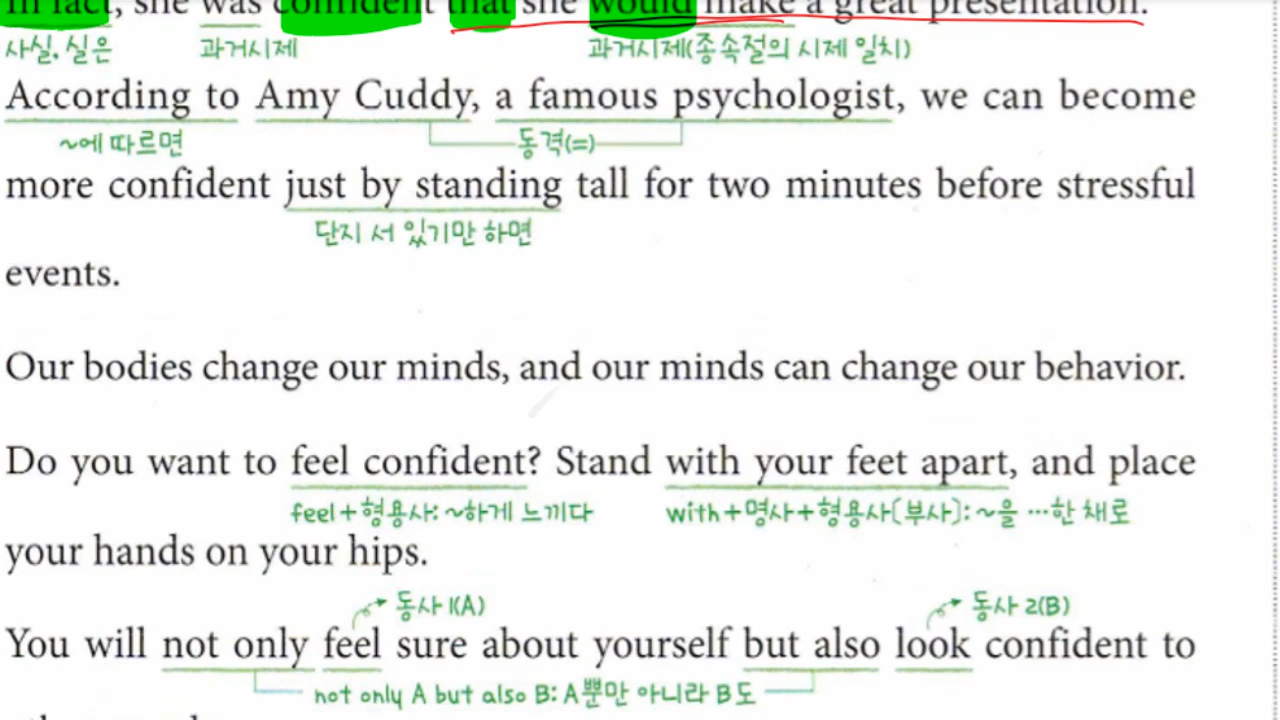 In fact, she was confident that she would make a great presentation.
사실, 실은 과거시제 과거시제(종속절의 시제 일치)
According to Amy Cuddy, a famous psychologist, we can become
~에 따르면 동격(=)
more confident just by standing tall for two minutes before stressful
단지 서 있기만 하면
events.
Our bodies change our minds, and our minds can change our behavior.
Do you want to feel confident? Stand with your feet apart, and place
feel+형용사: ~하게 느끼다 with+명사+형용사[부사]: ~을 …한 채로
your hands on your hips.
동사 1(A) 동사 2(B)
You will not only feel sure about yourself but also look confident to
not only A but also B: A뿐만 아니라 B도